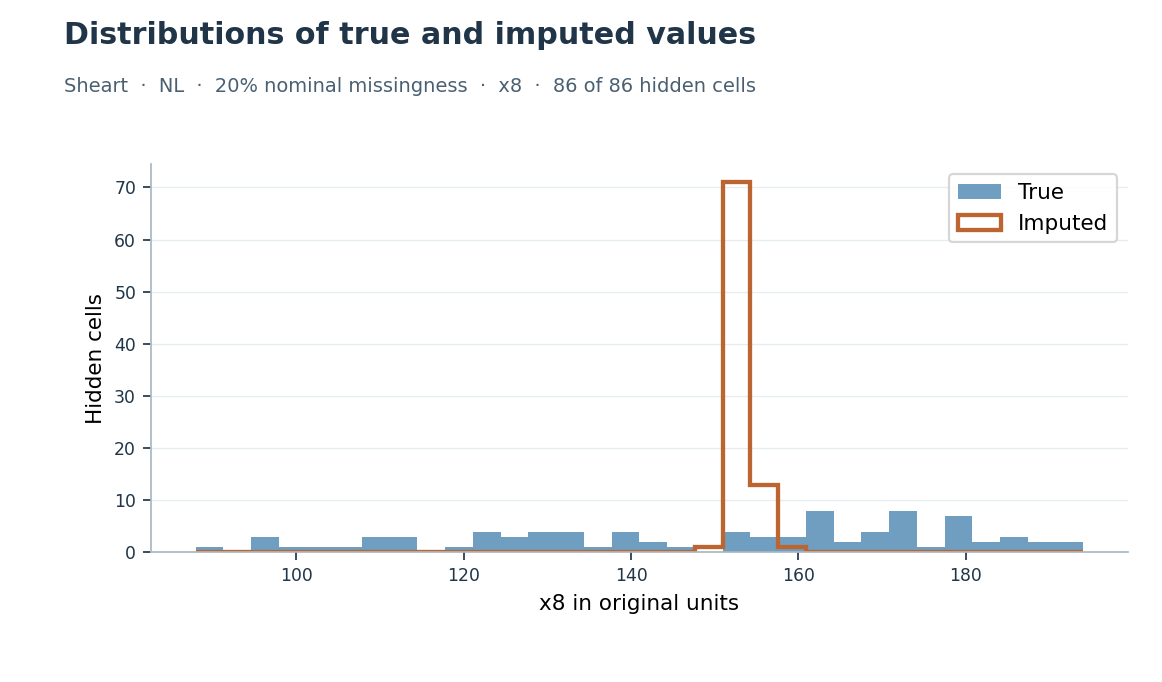 Distributions of true and imputed values
Sheart · NL · 20% nominal missingness · x8 · 86 of 86 hidden cells
True
Imputed
Hidden cells
70
60
50
40
30
20
10
0
100 120 140 160 180
x8 in original units